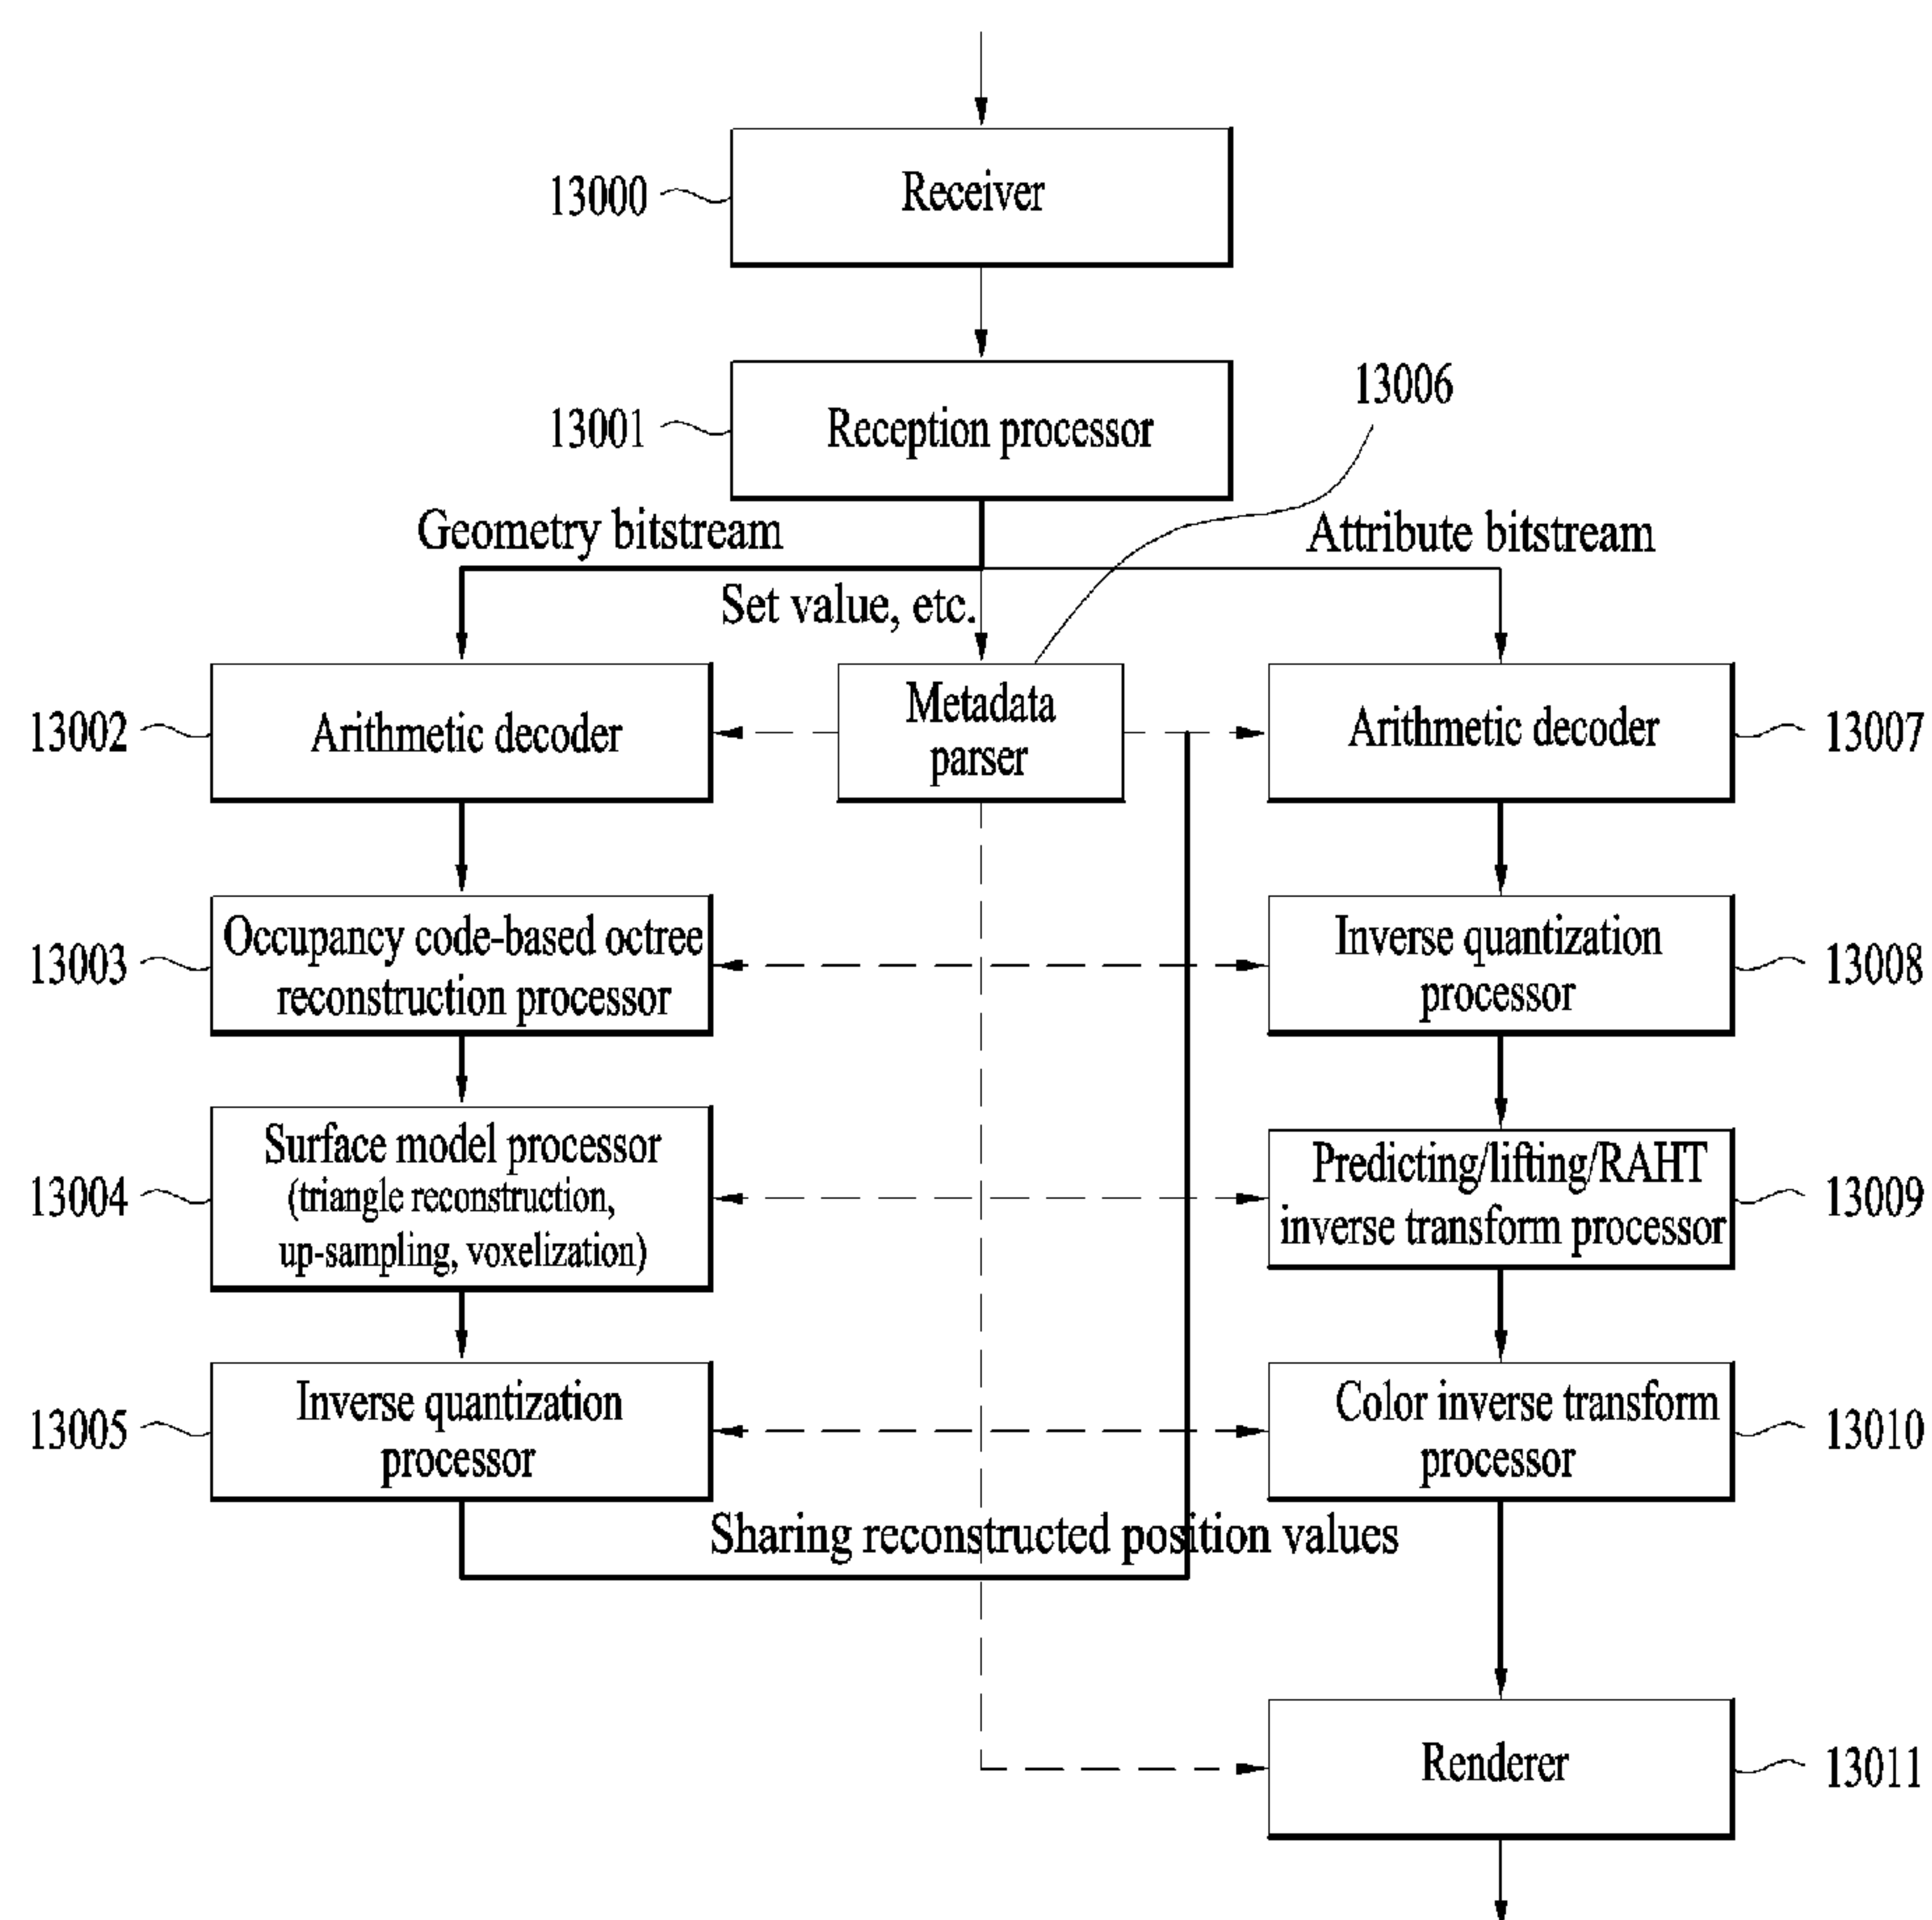 13000
Receiver
13001
Reception processor
13006
Geometry bitstream
Attribute bitstream
Set value, etc.
13002
Arithmetic decoder
Metadata
parser
Arithmetic decoder
13007
13003
Occupancy code-based octree
reconstruction processor
Inverse quantization
processor
13008
13004
Surface model processor
(triangle reconstruction,
up-sampling, voxelization)
Predicting/lifting/RAHT
inverse transform processor
13009
13005
Inverse quantization
processor
Color inverse transform
processor
13010
Sharing reconstructed position values
Renderer
13011